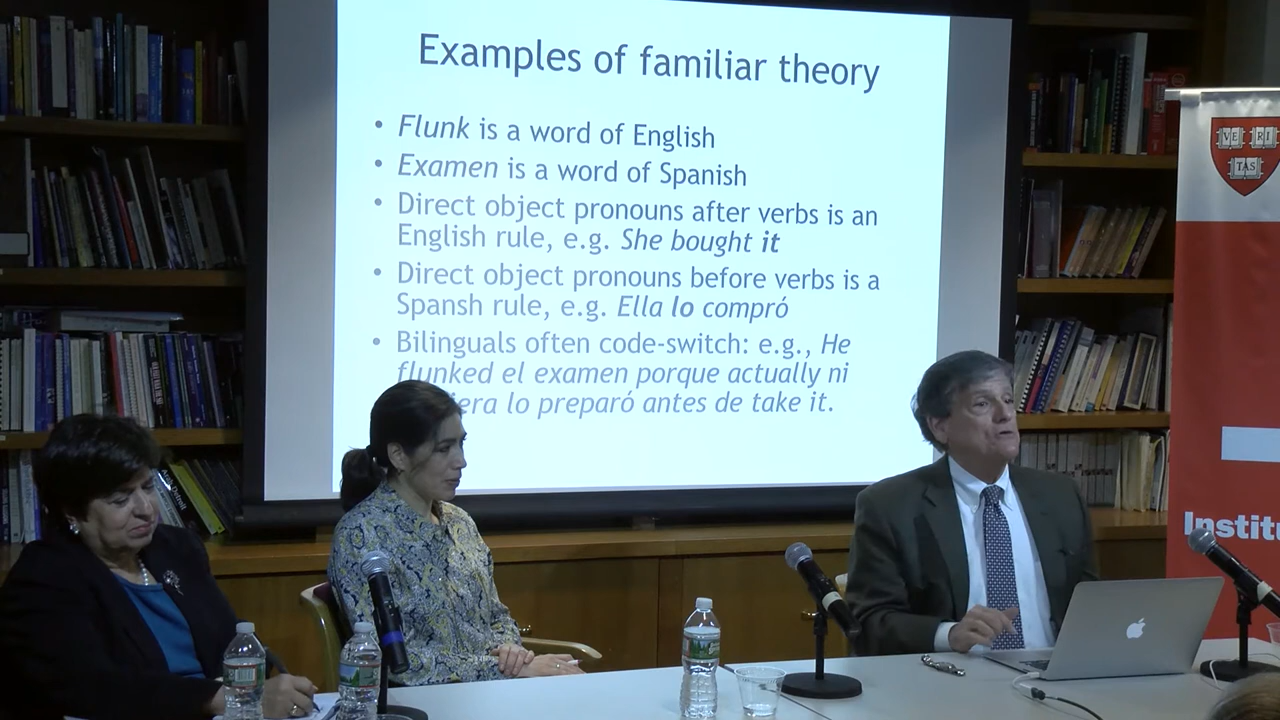 Examples of familiar theory
• Flunk is a word of English
• Examen is a word of Spanish
• Direct object pronouns after verbs is an
English rule, e.g. She bought it
• Direct object pronouns before verbs is a
Spansh rule, e.g. Ella lo compró
• Bilinguals often code-switch: e.g., He
flunked el examen porque actually ni
lo preparó antes de take it.
VE RI
TAS